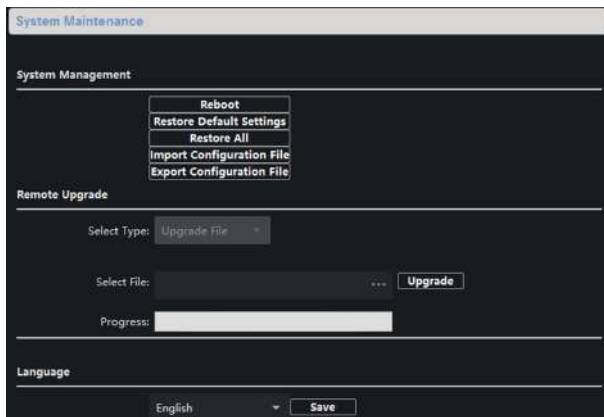 System Maintenance
System Management
Reboot
Restore Default Settings
Restore All
Import Configuration File
Export Configuration File
Remote Upgrade
Select Type: Upgrade File
Select File: ... Upgrade
Progress:
Language
English Save